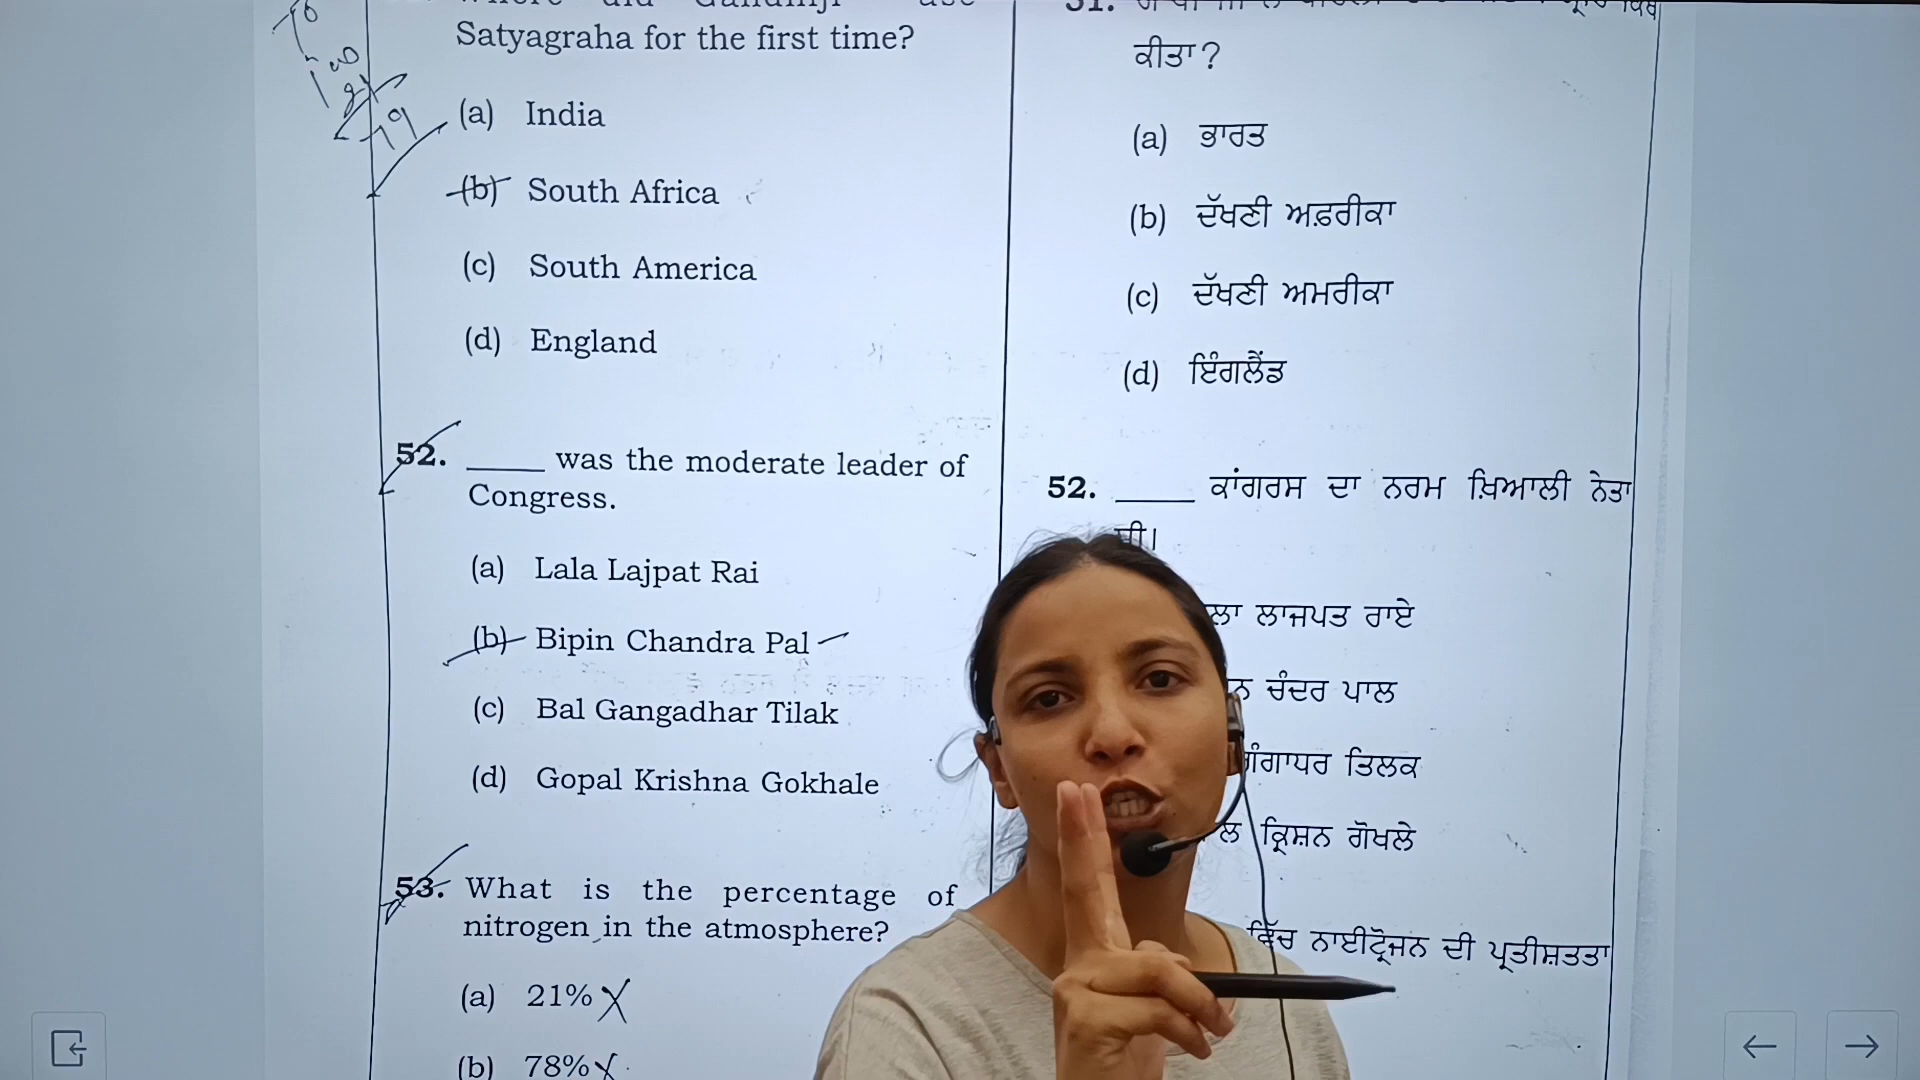 Satyagraha for the first time?
(a) India
(b) South Africa
(c) South America
(d) England
52. ____ was the moderate leader of
Congress.
(a) Lala Lajpat Rai
(b) Bipin Chandra Pal
(c) Bal Gangadhar Tilak
(d) Gopal Krishna Gokhale
53. What is the percentage of
nitrogen in the atmosphere?
(a) 21%
(b) 78%
ਕੀਤਾ?
(a) ਭਾਰਤ
(b) ਦੱਖਣੀ ਅਫ਼ਰੀਕਾ
(c) ਦੱਖਣੀ ਅਮਰੀਕਾ
(d) ਇੰਗਲੈਂਡ
52. ____ ਕਾਂਗਰਸ ਦਾ ਨਰਮ ਖ਼ਿਆਲੀ ਨੇਤਾ
ਸੀ।
ਲਾਜਪਤ ਰਾਏ
ਚੰਦਰ ਪਾਲ
ਤਿਲਕ
ਕ੍ਰਿਸ਼ਨ ਗੋਖਲੇ
ਵਿੱਚ ਨਾਈਟ੍ਰੋਜਨ ਦੀ ਪ੍ਰਤੀਸ਼ਤਤਾ